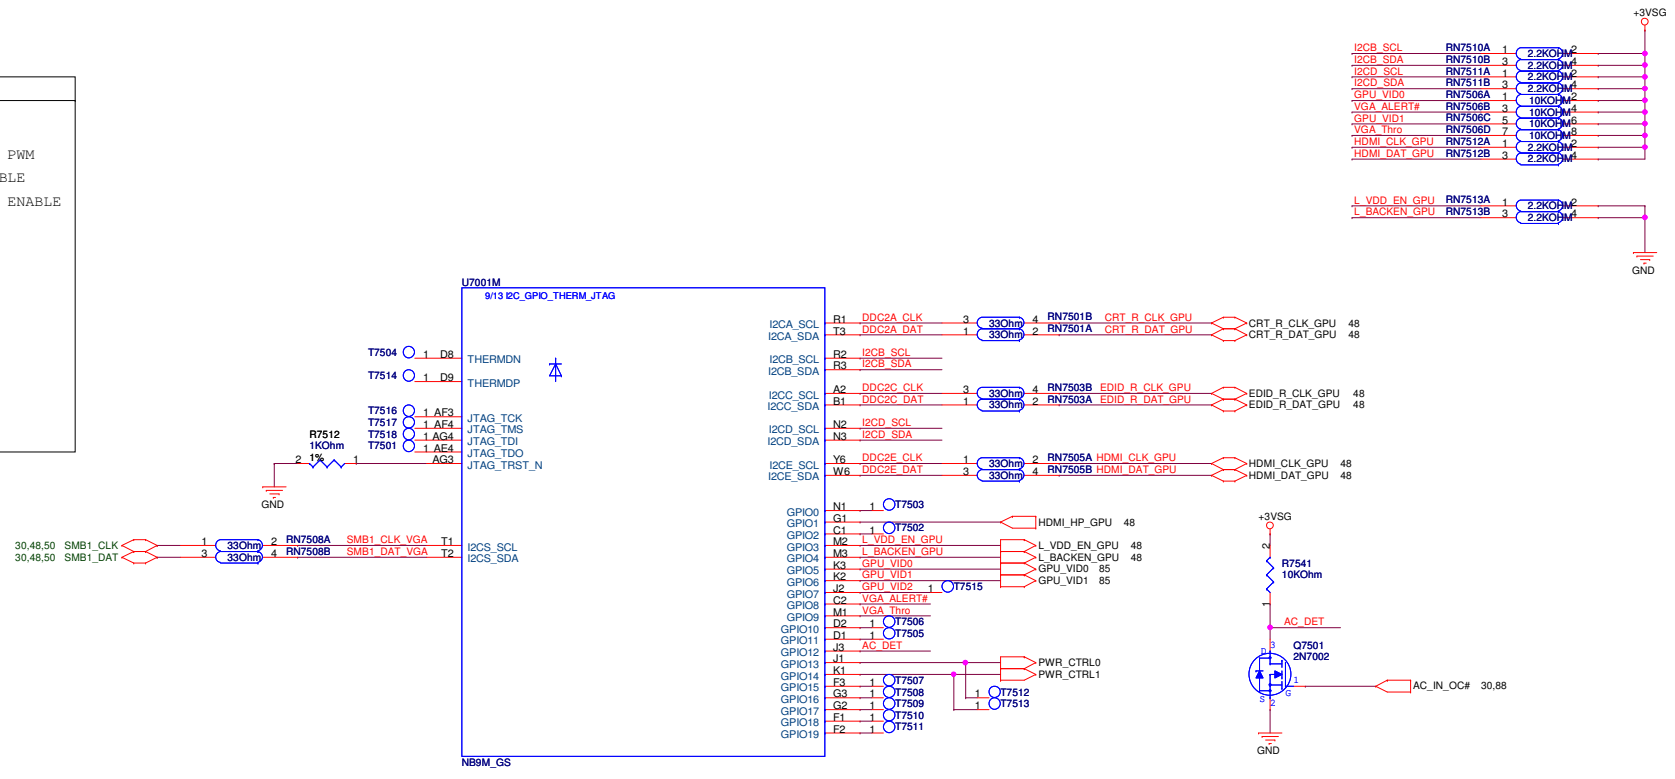 +3VSG
I2CB_SCL RN7510A 1 2.2KOHM 2
I2CB_SDA RN7510B 3 2.2KOHM 4
I2CD_SCL RN7511A 1 2.2KOHM 2
I2CD_SDA RN7511B 3 2.2KOHM 4
GPU_VID0 RN7506A 1 10KOHM 2
VGA_ALERT# RN7506B 3 10KOHM 4
GPU_VID1 RN7506C 5 10KOHM 6
VGA_Thro RN7506D 7 10KOHM 8
HDMI_CLK_GPU RN7512A 1 2.2KOHM 2
HDMI_DAT_GPU RN7512B 3 2.2KOHM 4
PWM
BLE
ENABLE
L_VDD_EN_GPU RN7513A 1 2.2KOHM 2
L_BACKEN_GPU RN7513B 3 2.2KOHM 4
GND
U7001M
9/13 I2C_GPIO_THERM_JTAG
I2CA_SCL R1 DDC2A_CLK 3 33Ohm 4 RN7501B CRT_R_CLK_GPU CRT_R_CLK_GPU 48
I2CA_SDA T3 DDC2A_DAT 1 33Ohm 2 RN7501A CRT_R_DAT_GPU CRT_R_DAT_GPU 48
T7504 1 D8 THERMDN I2CB_SCL R2 I2CB_SCL
I2CB_SDA R3 I2CB_SDA
T7514 1 D9 THERMDP
I2CC_SCL A2 DDC2C_CLK 3 33Ohm 4 RN7503B EDID_R_CLK_GPU EDID_R_CLK_GPU 48
I2CC_SDA B1 DDC2C_DAT 1 33Ohm 2 RN7503A EDID_R_DAT_GPU EDID_R_DAT_GPU 48
T7516 1 AF3 JTAG_TCK
T7517 1 AF4 JTAG_TMS I2CD_SCL N2 I2CD_SCL
T7518 1 AG4 JTAG_TDI I2CD_SDA N3 I2CD_SDA
T7501 1 AE4 JTAG_TDO
R7512
1KOhm
1%
2 1 AG3 JTAG_TRST_N
I2CE_SCL Y6 DDC2E_CLK 1 33Ohm 2 RN7505A HDMI_CLK_GPU HDMI_CLK_GPU 48
I2CE_SDA W6 DDC2E_DAT 3 33Ohm 4 RN7505B HDMI_DAT_GPU HDMI_DAT_GPU 48
GND
GPIO0 N1 1 T7503
GPIO1 G1 HDMI_HP_GPU 48
GPIO2 C1 1 T7502
30,48,50 SMB1_CLK 1 33Ohm 2 RN7508A SMB1_CLK_VGA T1 I2CS_SCL
30,48,50 SMB1_DAT 3 33Ohm 4 RN7508B SMB1_DAT_VGA T2 I2CS_SDA
GPIO3 M2 L_VDD_EN_GPU L_VDD_EN_GPU 48
GPIO4 M3 L_BACKEN_GPU L_BACKEN_GPU 48
GPIO5 K3 GPU_VID0 GPU_VID0 85
GPIO6 K2 GPU_VID1 GPU_VID1 85
GPIO7 J2 GPU_VID2 1 T7515
GPIO8 C2 VGA_ALERT#
GPIO9 M1 VGA_Thro
GPIO10 D2 1 T7506
GPIO11 D1 1 T7505
GPIO12 J3 AC_DET
GPIO13 J1 PWR_CTRL0
GPIO14 K1 PWR_CTRL1
GPIO15 F3 1 T7507
GPIO16 G3 1 T7508 1 T7512
GPIO17 G2 1 T7509 1 T7513
GPIO18 F1 1 T7510
GPIO19 F2 1 T7511
NB9M_GS
+3VSG
2
R7541
10KOhm
1
AC_DET
3
D
Q7501
2N7002
1
G
S
2
AC_IN_OC# 30,88
GND